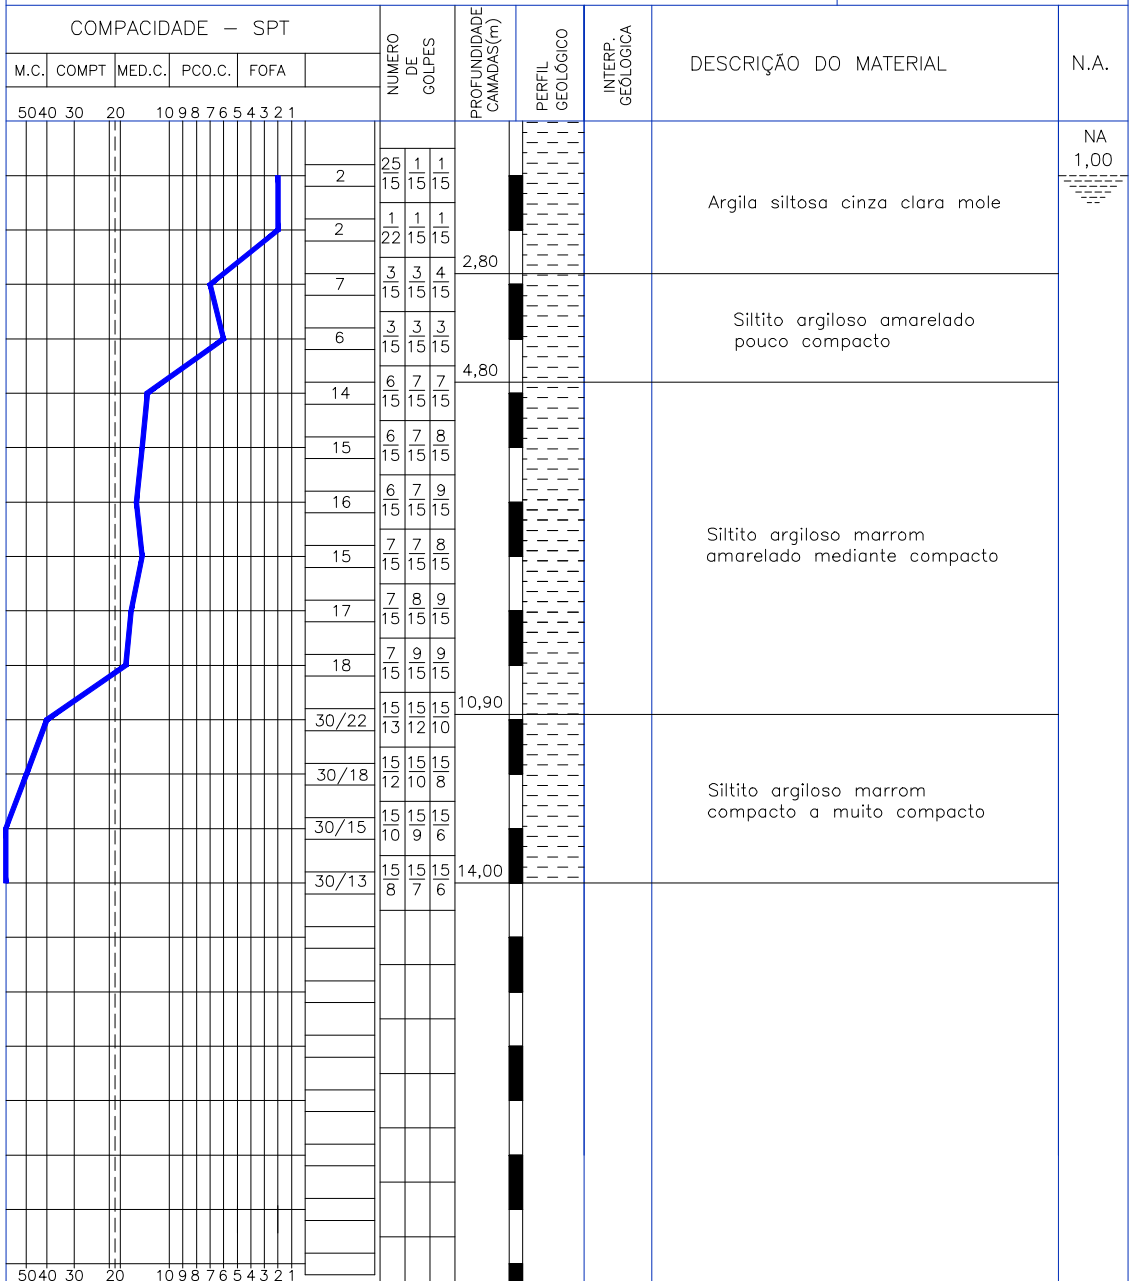 COMPACIDADE – SPT
M.C. COMPT MED.C. PCO.C. FOFA
50 40 30 20 10 9 8 7 6 5 4 3 2 1
NUMERO DE GOLPES
PROFUNDIDADE CAMADAS(m)
PERFIL GEOLÓGICO
INTERP. GEÓLOGICA
DESCRIÇÃO DO MATERIAL
N.A.
NA
1,00
2 25/15 1/15 1/15
Argila siltosa cinza clara mole
2 1/22 1/15 1/15
2,80
7 3/15 3/15 4/15
Siltito argiloso amarelado
pouco compacto
6 3/15 3/15 3/15
4,80
14 6/15 7/15 7/15
15 6/15 7/15 8/15
16 6/15 7/15 9/15
Siltito argiloso marrom
amarelado mediante compacto
15 7/15 7/15 8/15
17 7/15 8/15 9/15
18 7/15 9/15 9/15
10,90
30/22 15/13 15/12 15/10
30/18 15/12 15/10 15/8
Siltito argiloso marrom
compacto a muito compacto
30/15 15/10 15/9 15/6
14,00
30/13 15/8 15/7 15/6
50 40 30 20 10 9 8 7 6 5 4 3 2 1